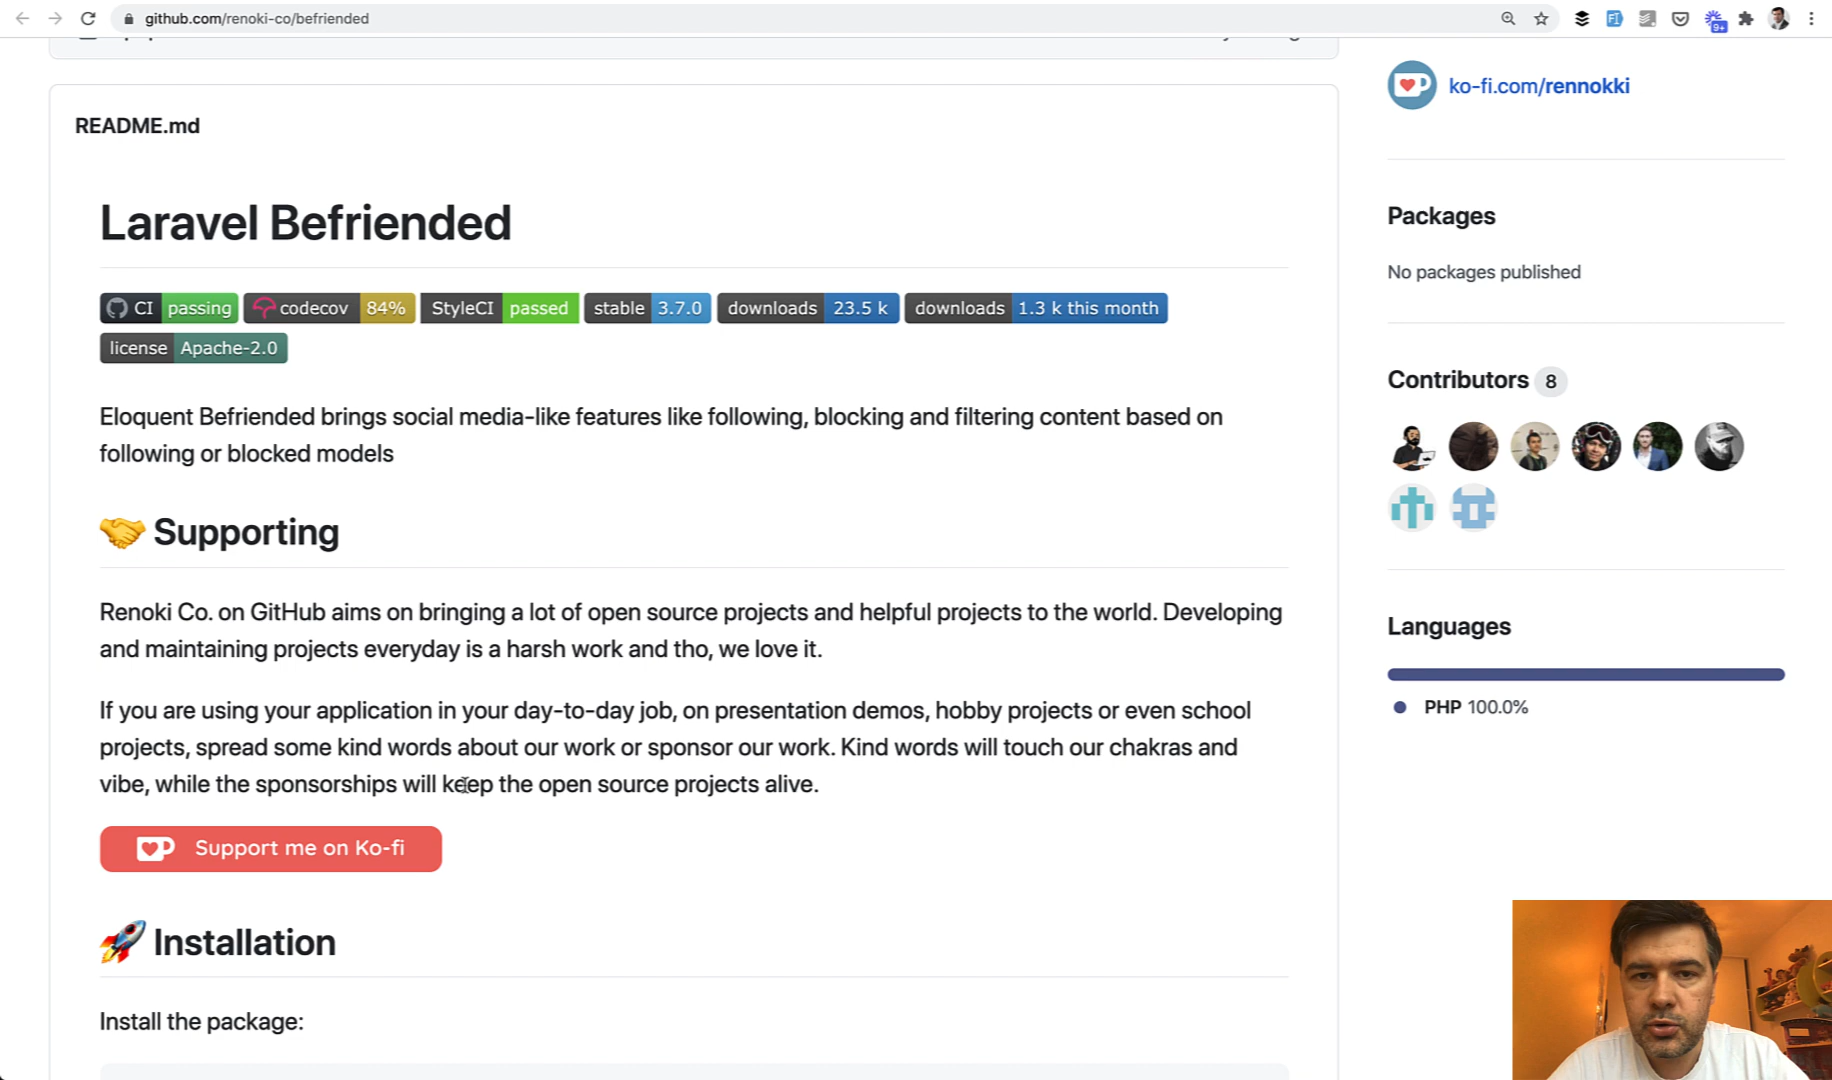 github.com/renoki-co/befriended
9+
ko-fi.com/rennokki
README.md
Packages
No packages published
Laravel Befriended
CI passing codecov 84% StyleCI passed stable 3.7.0 downloads 23.5 k downloads 1.3 k this month
license Apache-2.0
Contributors 8
Eloquent Befriended brings social media-like features like following, blocking and filtering content based on
following or blocked models
🤝 Supporting
Renoki Co. on GitHub aims on bringing a lot of open source projects and helpful projects to the world. Developing
and maintaining projects everyday is a harsh work and tho, we love it.
Languages
PHP 100.0%
If you are using your application in your day-to-day job, on presentation demos, hobby projects or even school
projects, spread some kind words about our work or sponsor our work. Kind words will touch our chakras and
vibe, while the sponsorships will keep the open source projects alive.
Support me on Ko-fi
🚀 Installation
Install the package: